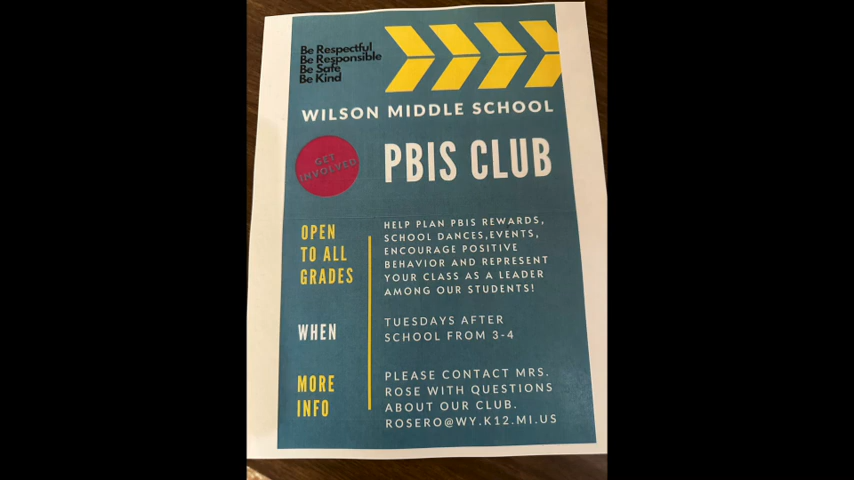 Be Respectful
Be Responsible
Be Safe
Be Kind
WILSON MIDDLE SCHOOL
GET
INVOLVED
PBIS CLUB
OPEN
TO ALL
GRADES
HELP PLAN PBIS REWARDS,
SCHOOL DANCES,EVENTS,
ENCOURAGE POSITIVE
BEHAVIOR AND REPRESENT
YOUR CLASS AS A LEADER
AMONG OUR STUDENTS!
WHEN
TUESDAYS AFTER
SCHOOL FROM 3-4
MORE
INFO
PLEASE CONTACT MRS.
ROSE WITH QUESTIONS
ABOUT OUR CLUB.
ROSERO@WY.K12.MI.US